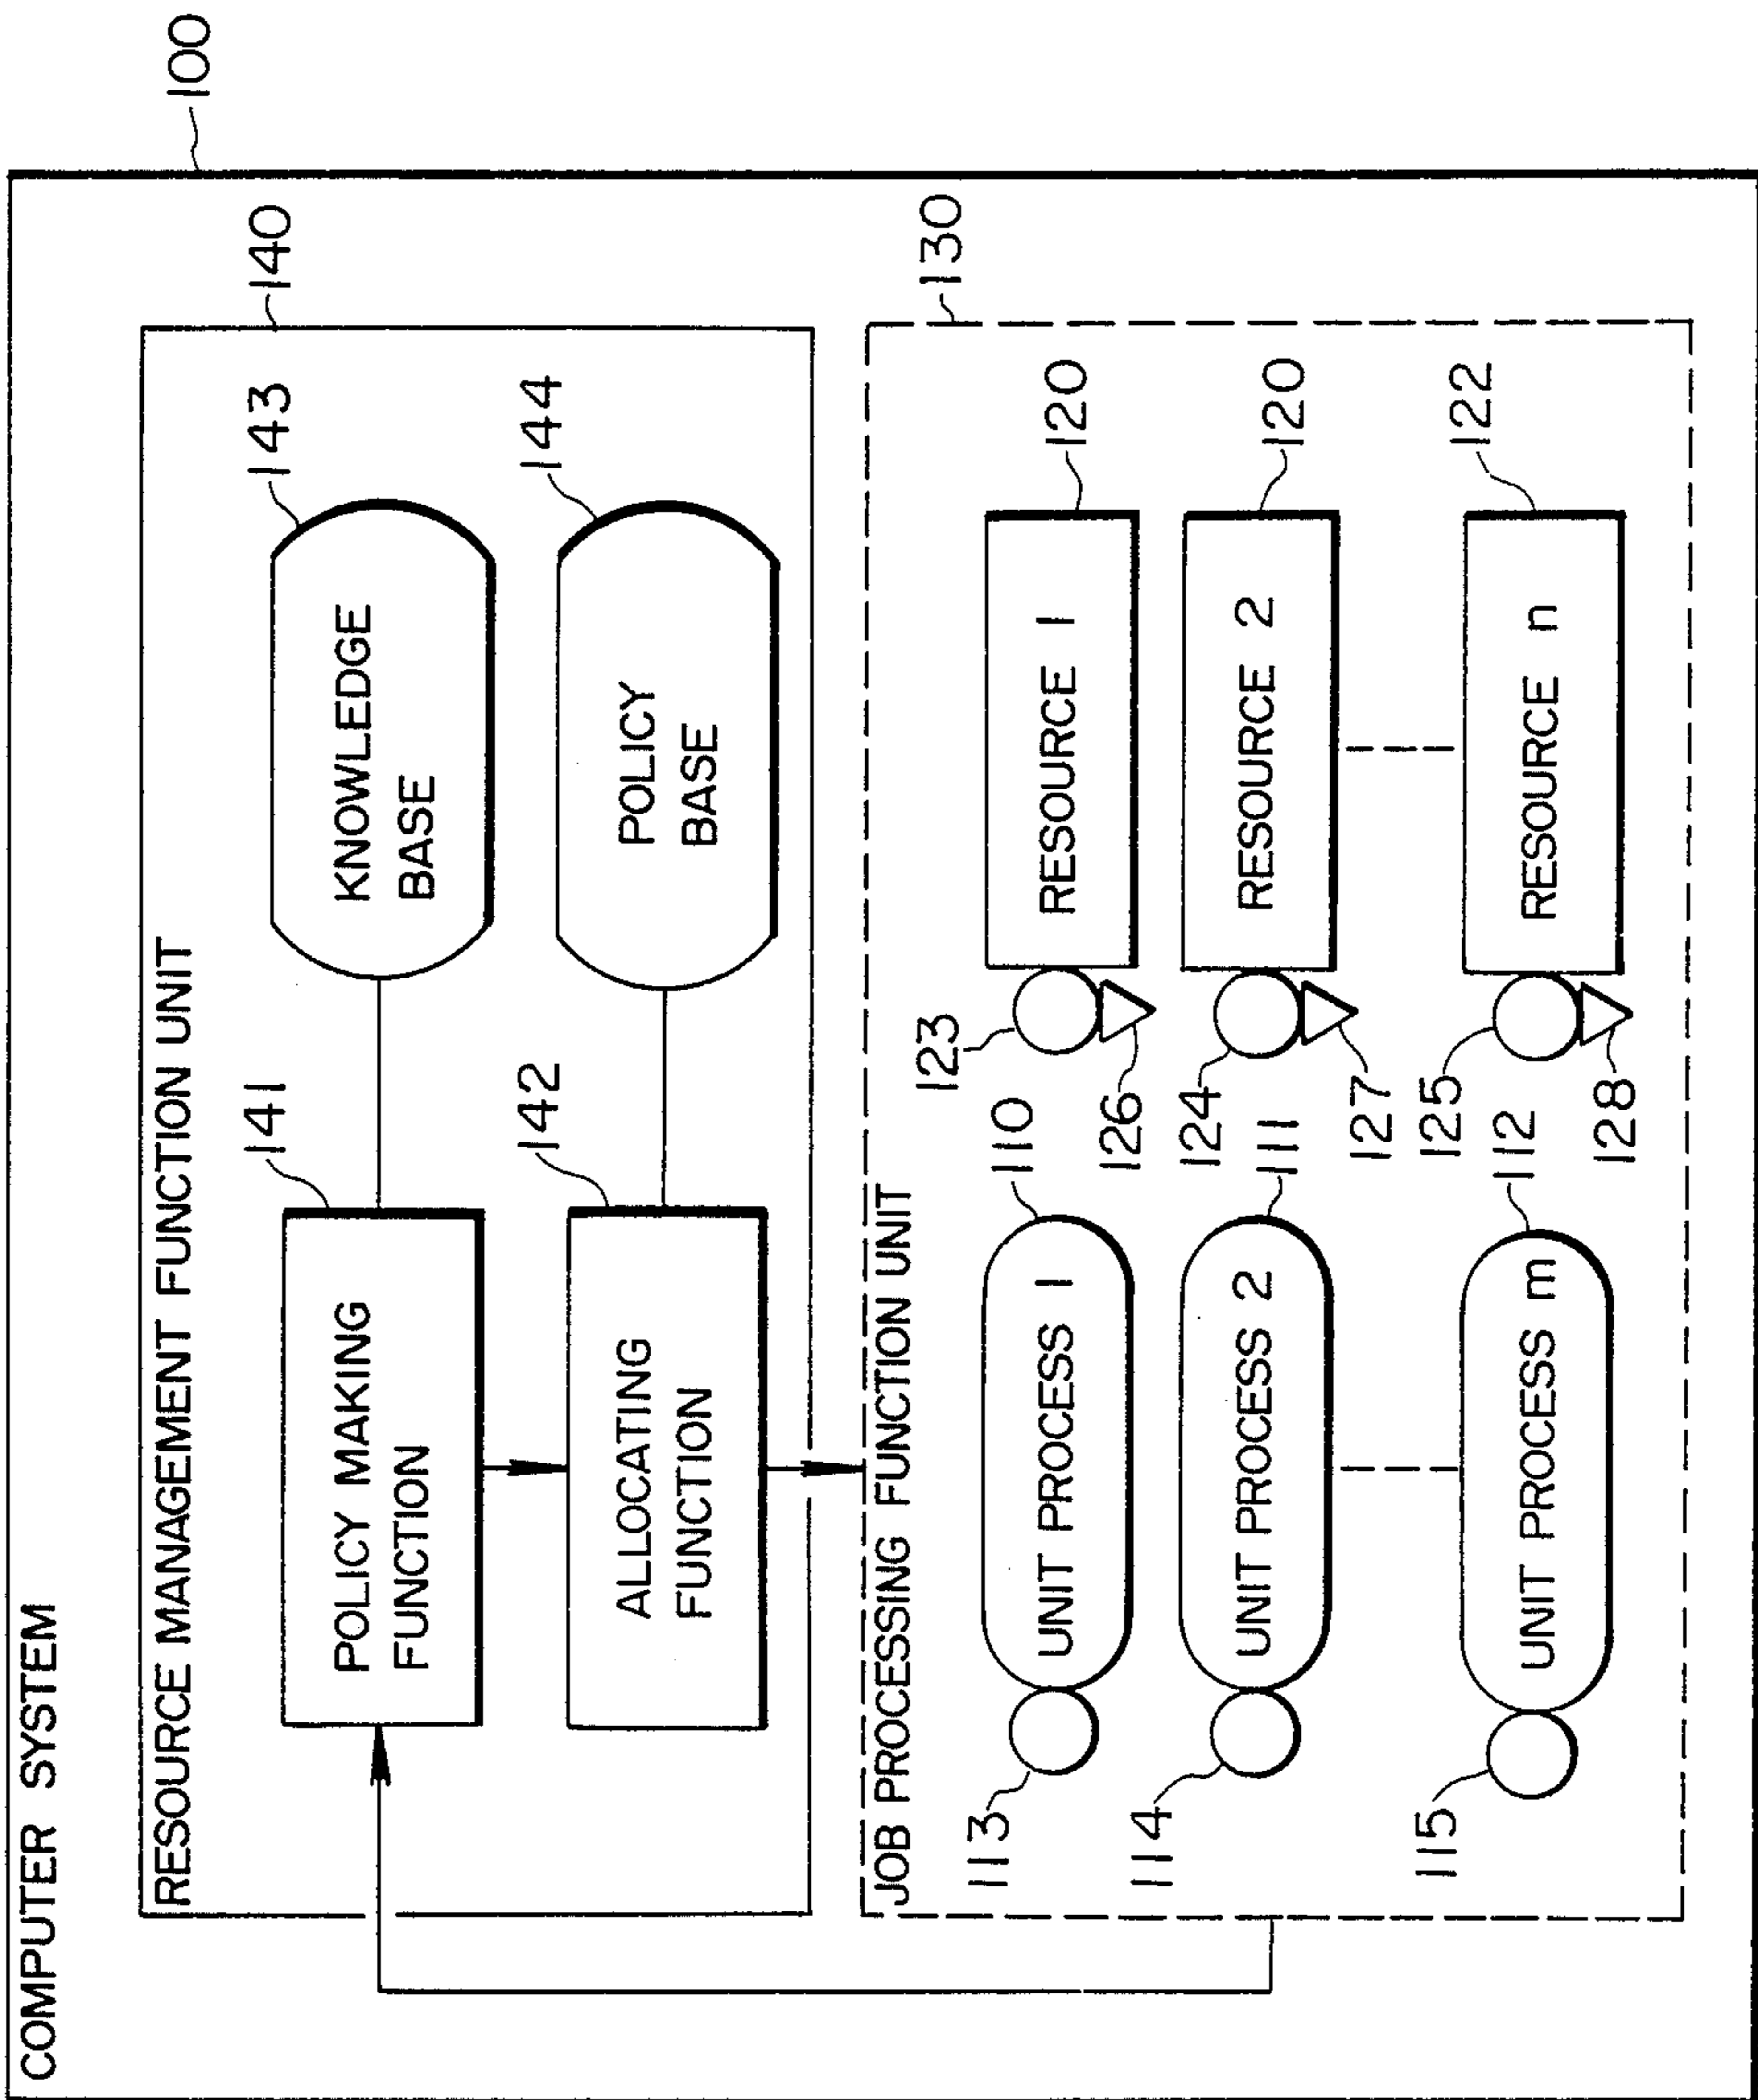 COMPUTER SYSTEM
100
RESOURCE MANAGEMENT FUNCTION UNIT
140
141
143
POLICY MAKING
FUNCTION
KNOWLEDGE
BASE
142
144
ALLOCATING
FUNCTION
POLICY
BASE
JOB PROCESSING FUNCTION UNIT
130
113
110
123
120
UNIT PROCESS 1
RESOURCE 1
126
114
111
124
120
UNIT PROCESS 2
RESOURCE 2
127
115
112
125
122
UNIT PROCESS m
RESOURCE n
128